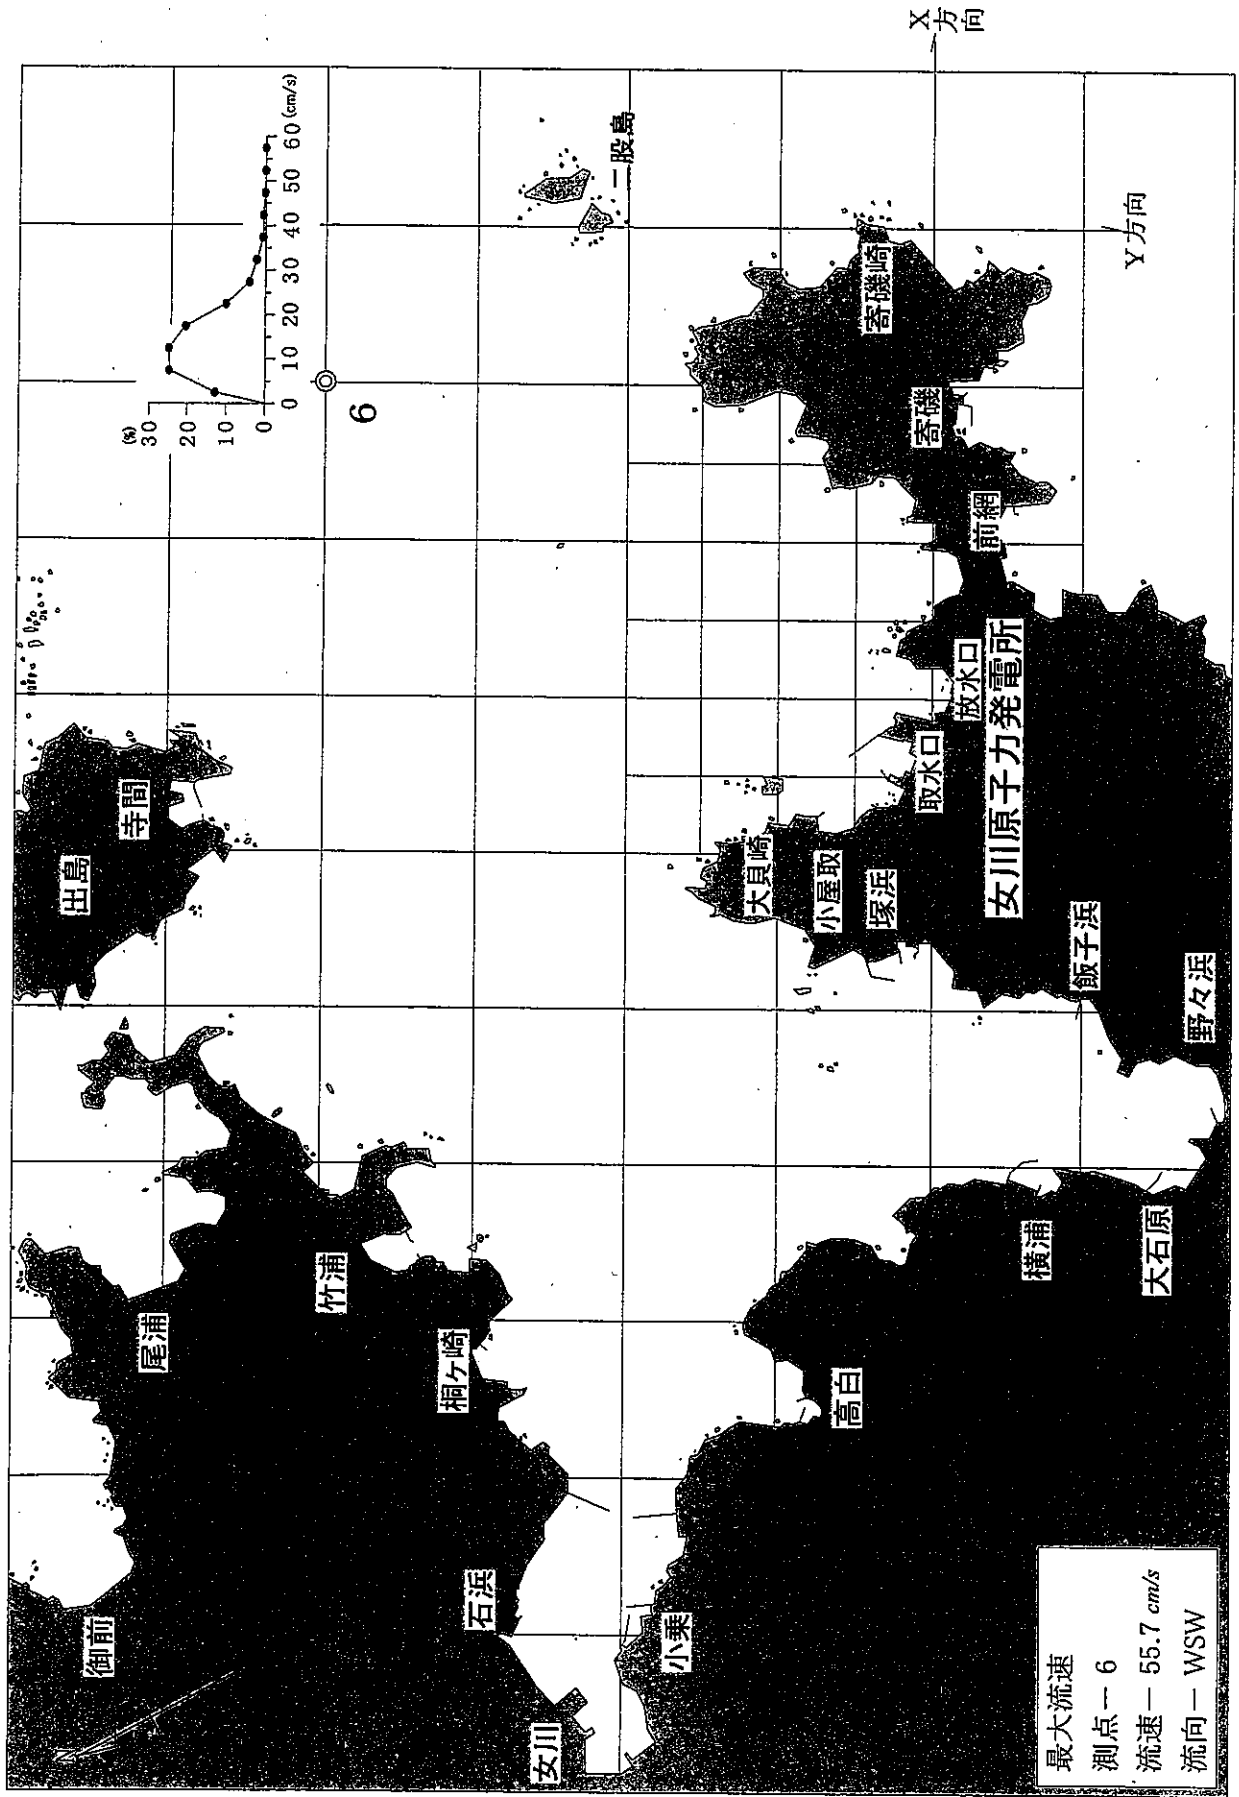 (%)
30
20
10
0
0 10 20 30 40 50 60 (cm/s)
6
二股島
出島
寺間
御前
尾浦
竹浦
桐ヶ崎
石浜
女川
小乗
高白
横浦
大石原
野々浜
飯子浜
塚浜
小屋取
大貝崎
取水口
放水口
女川原子力発電所
前網
寄磯
寄磯崎
X方向
Y方向
最大流速
測点－6
流速－55.7 cm/s
流向－WSW